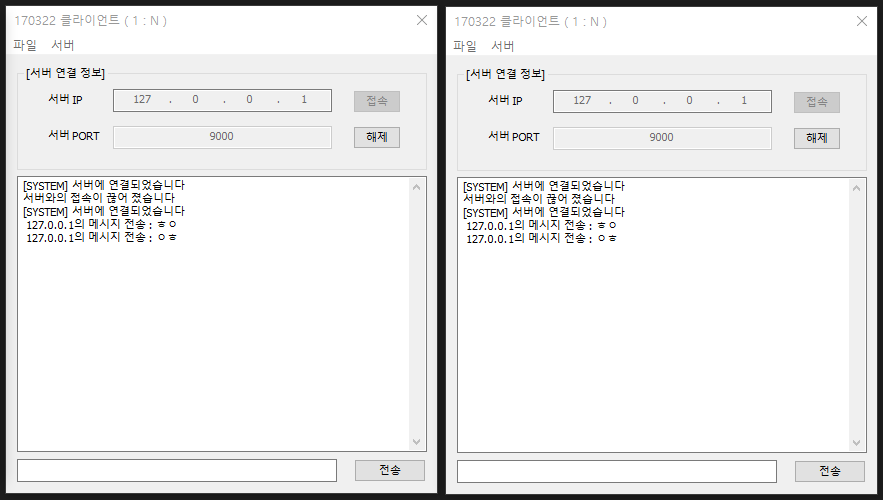 170322 클라이언트 ( 1 : N )
파일 서버
[서버 연결 정보]
서버 IP 127 . 0 . 0 . 1 접속
서버 PORT 9000 해제
[SYSTEM] 서버에 연결되었습니다
서버와의 접속이 끊어 졌습니다
[SYSTEM] 서버에 연결되었습니다
127.0.0.1의 메시지 전송 : ㅎㅇ
127.0.0.1의 메시지 전송 : ㅇㅎ
전송
170322 클라이언트 ( 1 : N )
파일 서버
[서버 연결 정보]
서버 IP 127 . 0 . 0 . 1 접속
서버 PORT 9000 해제
[SYSTEM] 서버에 연결되었습니다
서버와의 접속이 끊어 졌습니다
[SYSTEM] 서버에 연결되었습니다
127.0.0.1의 메시지 전송 : ㅎㅇ
127.0.0.1의 메시지 전송 : ㅇㅎ
전송